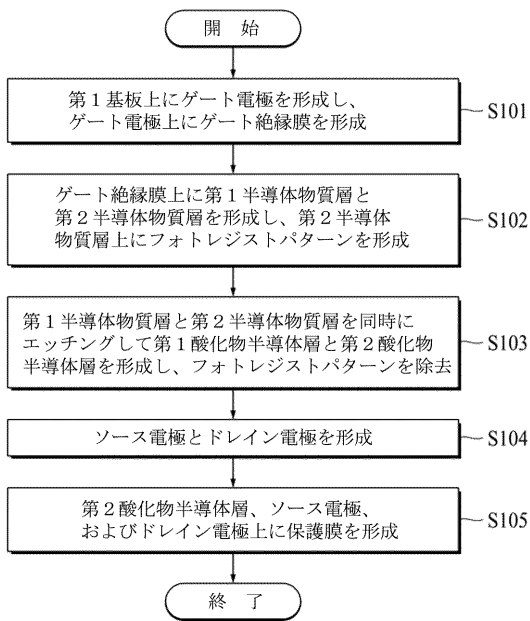 開 始
第1基板上にゲート電極を形成し、
ゲート電極上にゲート絶縁膜を形成
S101
ゲート絶縁膜上に第1半導体物質層と
第2半導体物質層を形成し、第2半導体
物質層上にフォトレジストパターンを形成
S102
第1半導体物質層と第2半導体物質層を同時に
エッチングして第1酸化物半導体層と第2酸化物
半導体層を形成し、フォトレジストパターンを除去
S103
ソース電極とドレイン電極を形成
S104
第2酸化物半導体層、ソース電極、
およびドレイン電極上に保護膜を形成
S105
終 了